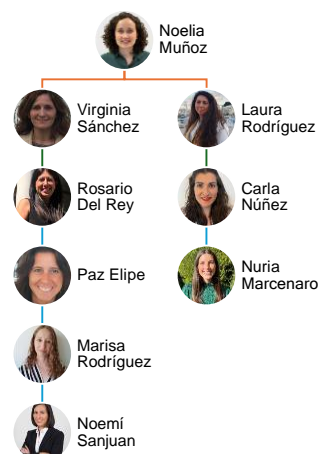 Noelia
Muñoz
Virginia
Sánchez
Laura
Rodríguez
Rosario
Del Rey
Carla
Núñez
Paz Elipe
Nuria
Marcenaro
Marisa
Rodríguez
Noemí
Sanjuan